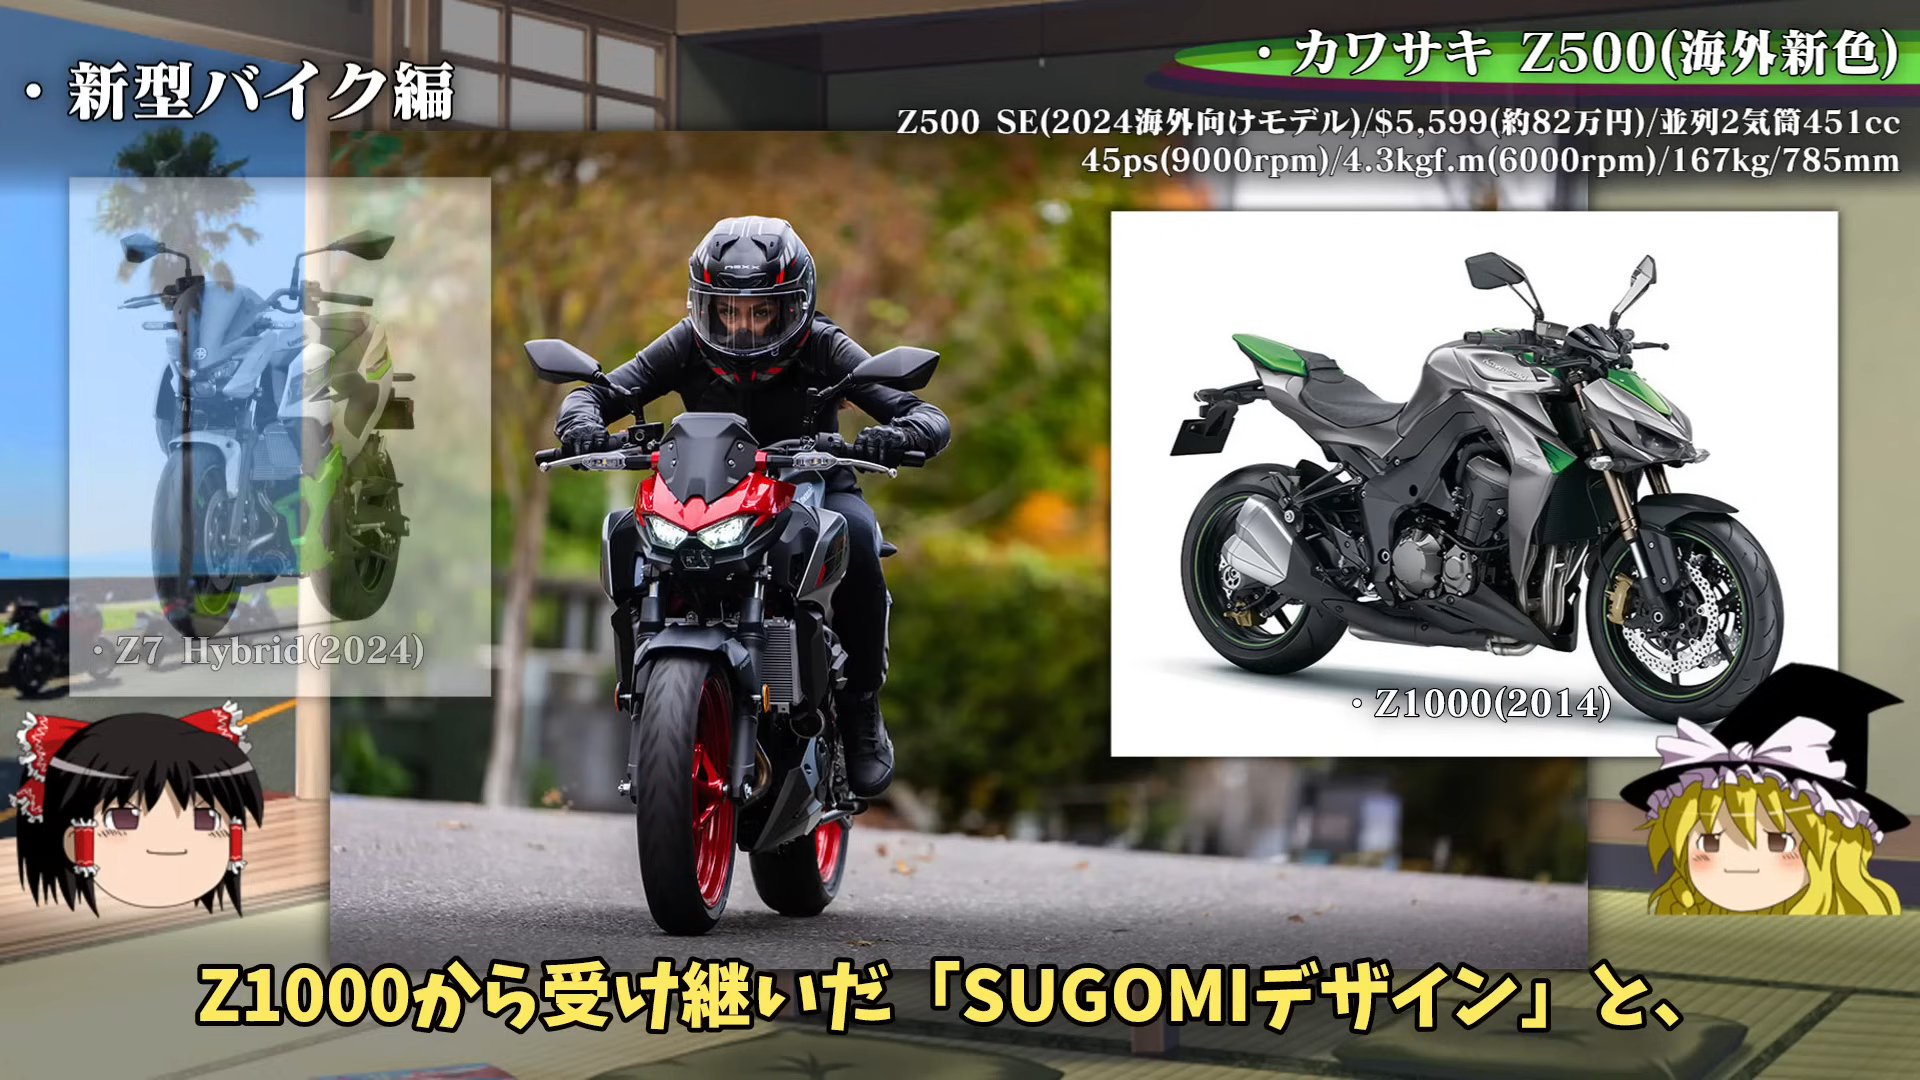 ・新型バイク編
・カワサキ Z500(海外新色)
Z500 SE(2024海外向けモデル)/$5,599(約82万円)/並列2気筒451cc
45ps(9000rpm)/4.3kgf.m(6000rpm)/167kg/785mm
NEXX
・Z7 Hybrid(2024)
・Z1000(2014)
Z1000から受け継いだ「SUGOMIデザイン」と、